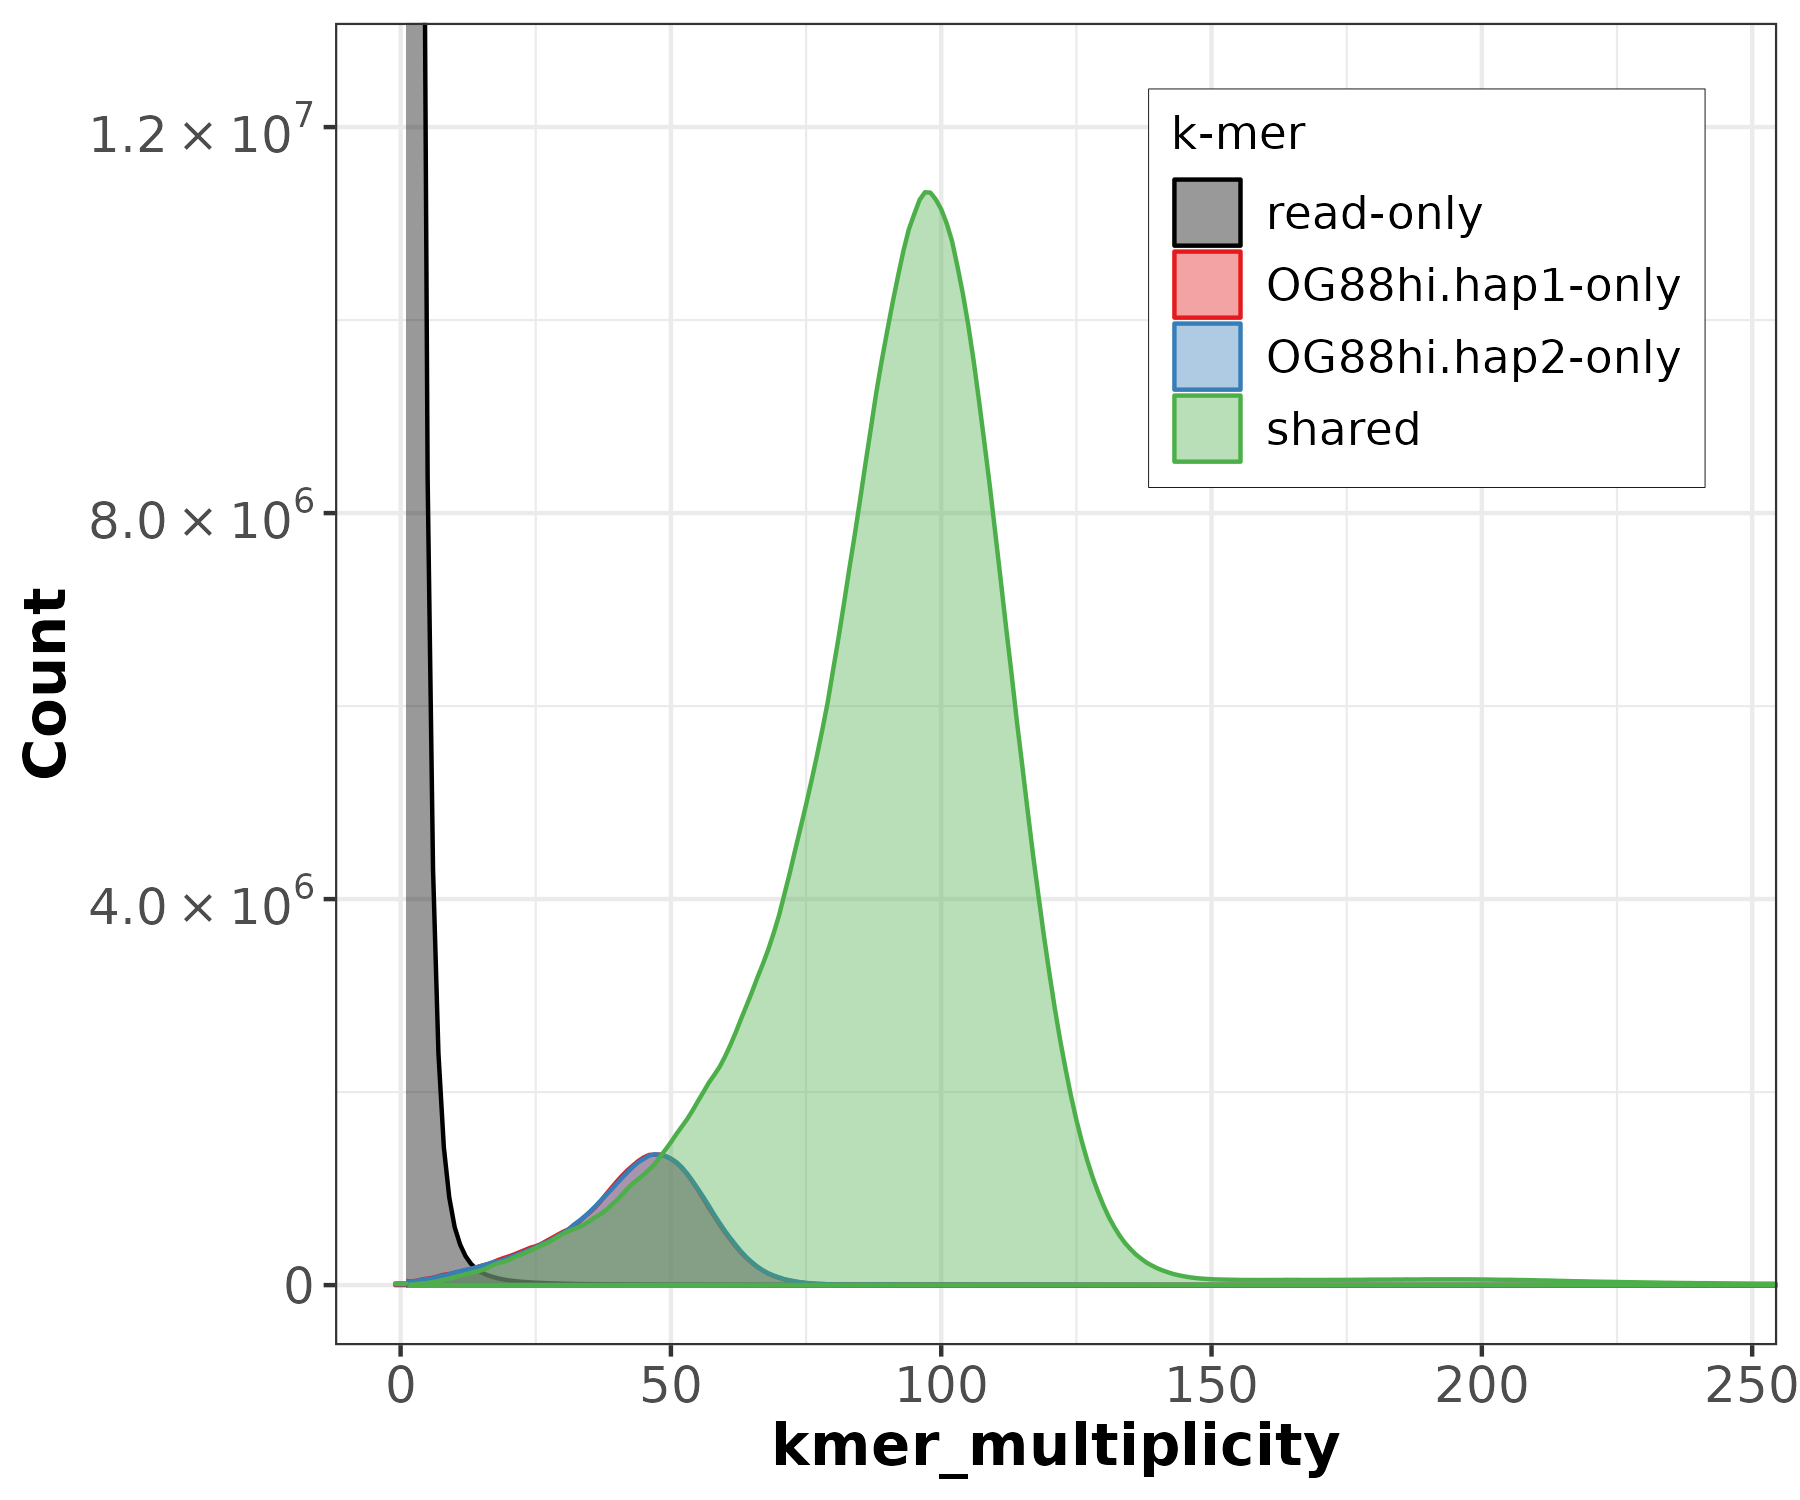 1.2 × 10⁷
8.0 × 10⁶
4.0 × 10⁶
0
Count
k-mer
read-only
OG88hi.hap1-only
OG88hi.hap2-only
shared
0 50 100 150 200 250
kmer_multiplicity